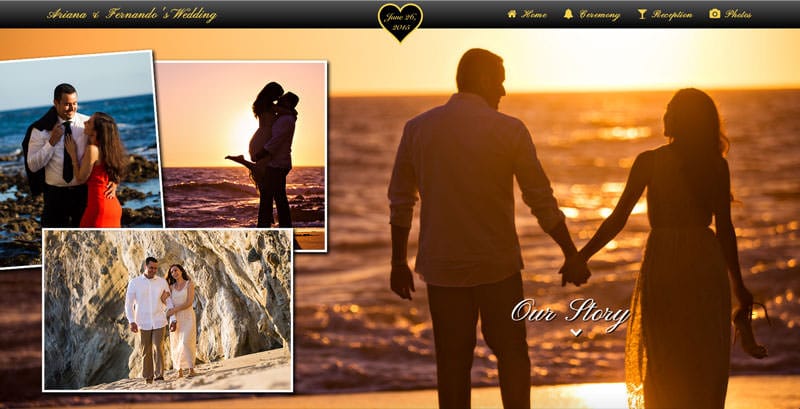 Ariana & Fernando 's Wedding
June 26,
2015
Home
Ceremony
Reception
Photos
Our Story